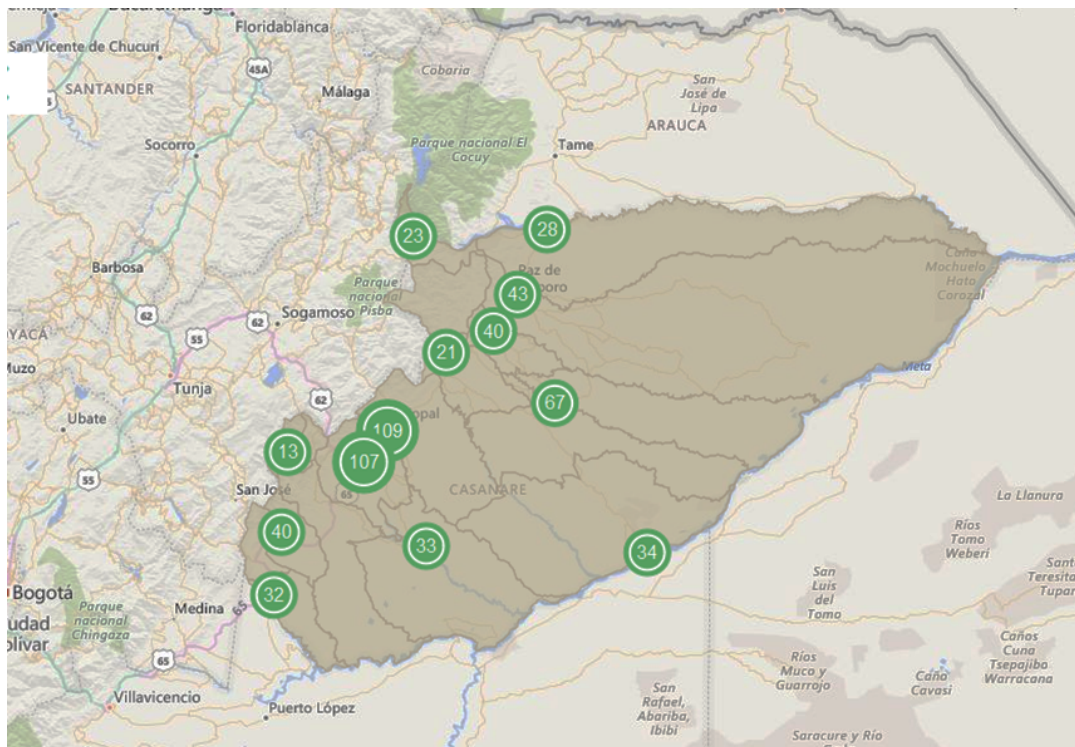 Floridablanca
San Vicente de Chucurí
45A
Cobaria
SANTANDER
Málaga
San
José de
Lipa
ARAUCA
Parque nacional El
Cocuy
Socorro
Tame
23
28
Barbosa
Paz de
Parque
nacional
Pisba
43
Mochuelo
Hato
Corozal
62
62
Sogamoso
40
55
21
Meta
Muzo
Tunja
62
67
Ubate
109
13
107
55
San José
65
CASANARE
La Llanura
40
33
34
Ríos
Tomo
Weberi
32
San
Luis
del
Tomo
Bogotá
Parque
nacional
Chingaza
Medina
65
65
Caños
Cuna
Tsepajibo
Warracana
Ríos
Muco y
Guarrojo
Caño
Cavasi
Villavicencio
Puerto López
San
Rafael,
Abariba,
Ibibi
Saracure y Río